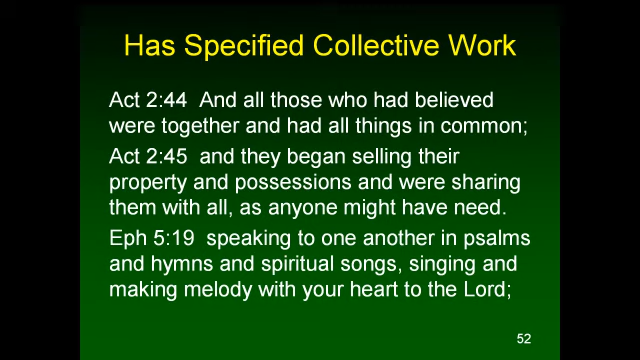 Has Specified Collective Work
Act 2:44  And all those who had believed
were together and had all things in common;
Act 2:45  and they began selling their
property and possessions and were sharing
them with all, as anyone might have need.
Eph 5:19  speaking to one another in psalms
and hymns and spiritual songs, singing and
making melody with your heart to the Lord;
52